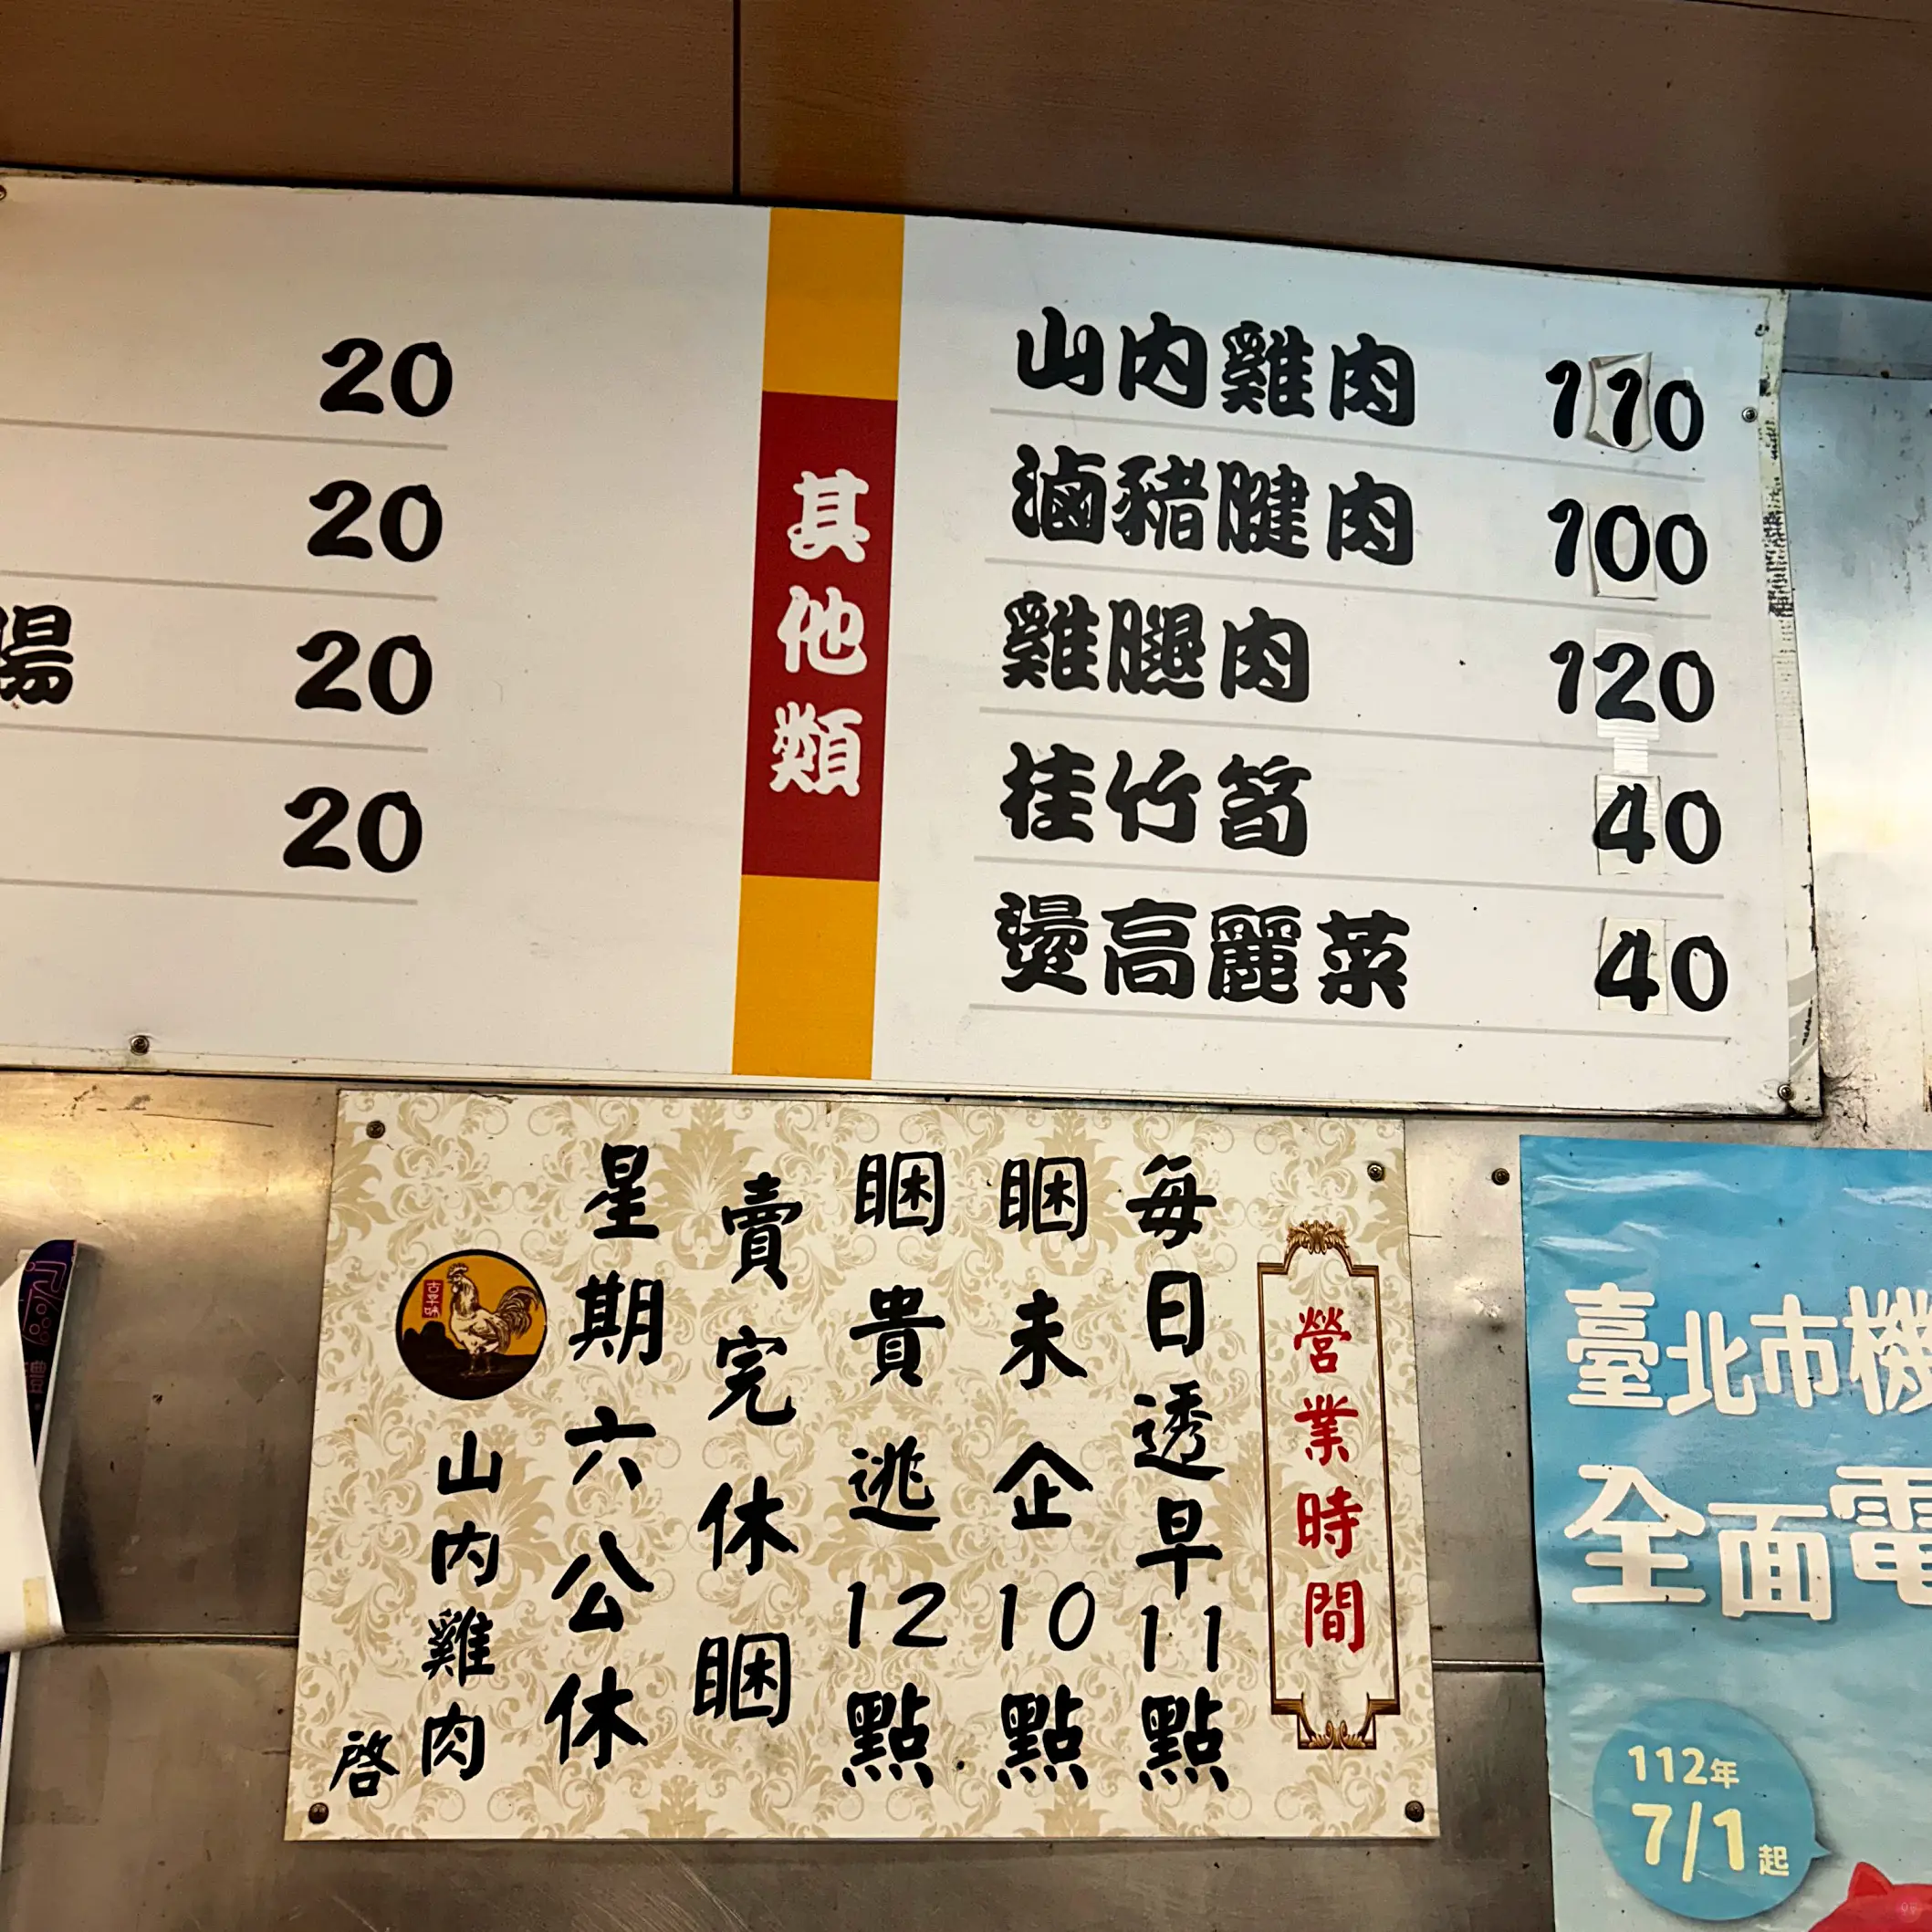 20
20
腸 20
20
其他類
山內雞肉 110
滷豬腱肉 100
雞腿肉 120
桂竹筍 40
燙高麗菜 40
營業時間
每日透早11點
睏未企10點
睏貴逃12點
賣完休睏
星期六公休
古早味
山內雞肉
啓
臺北市機
全面電
112年
7/1起